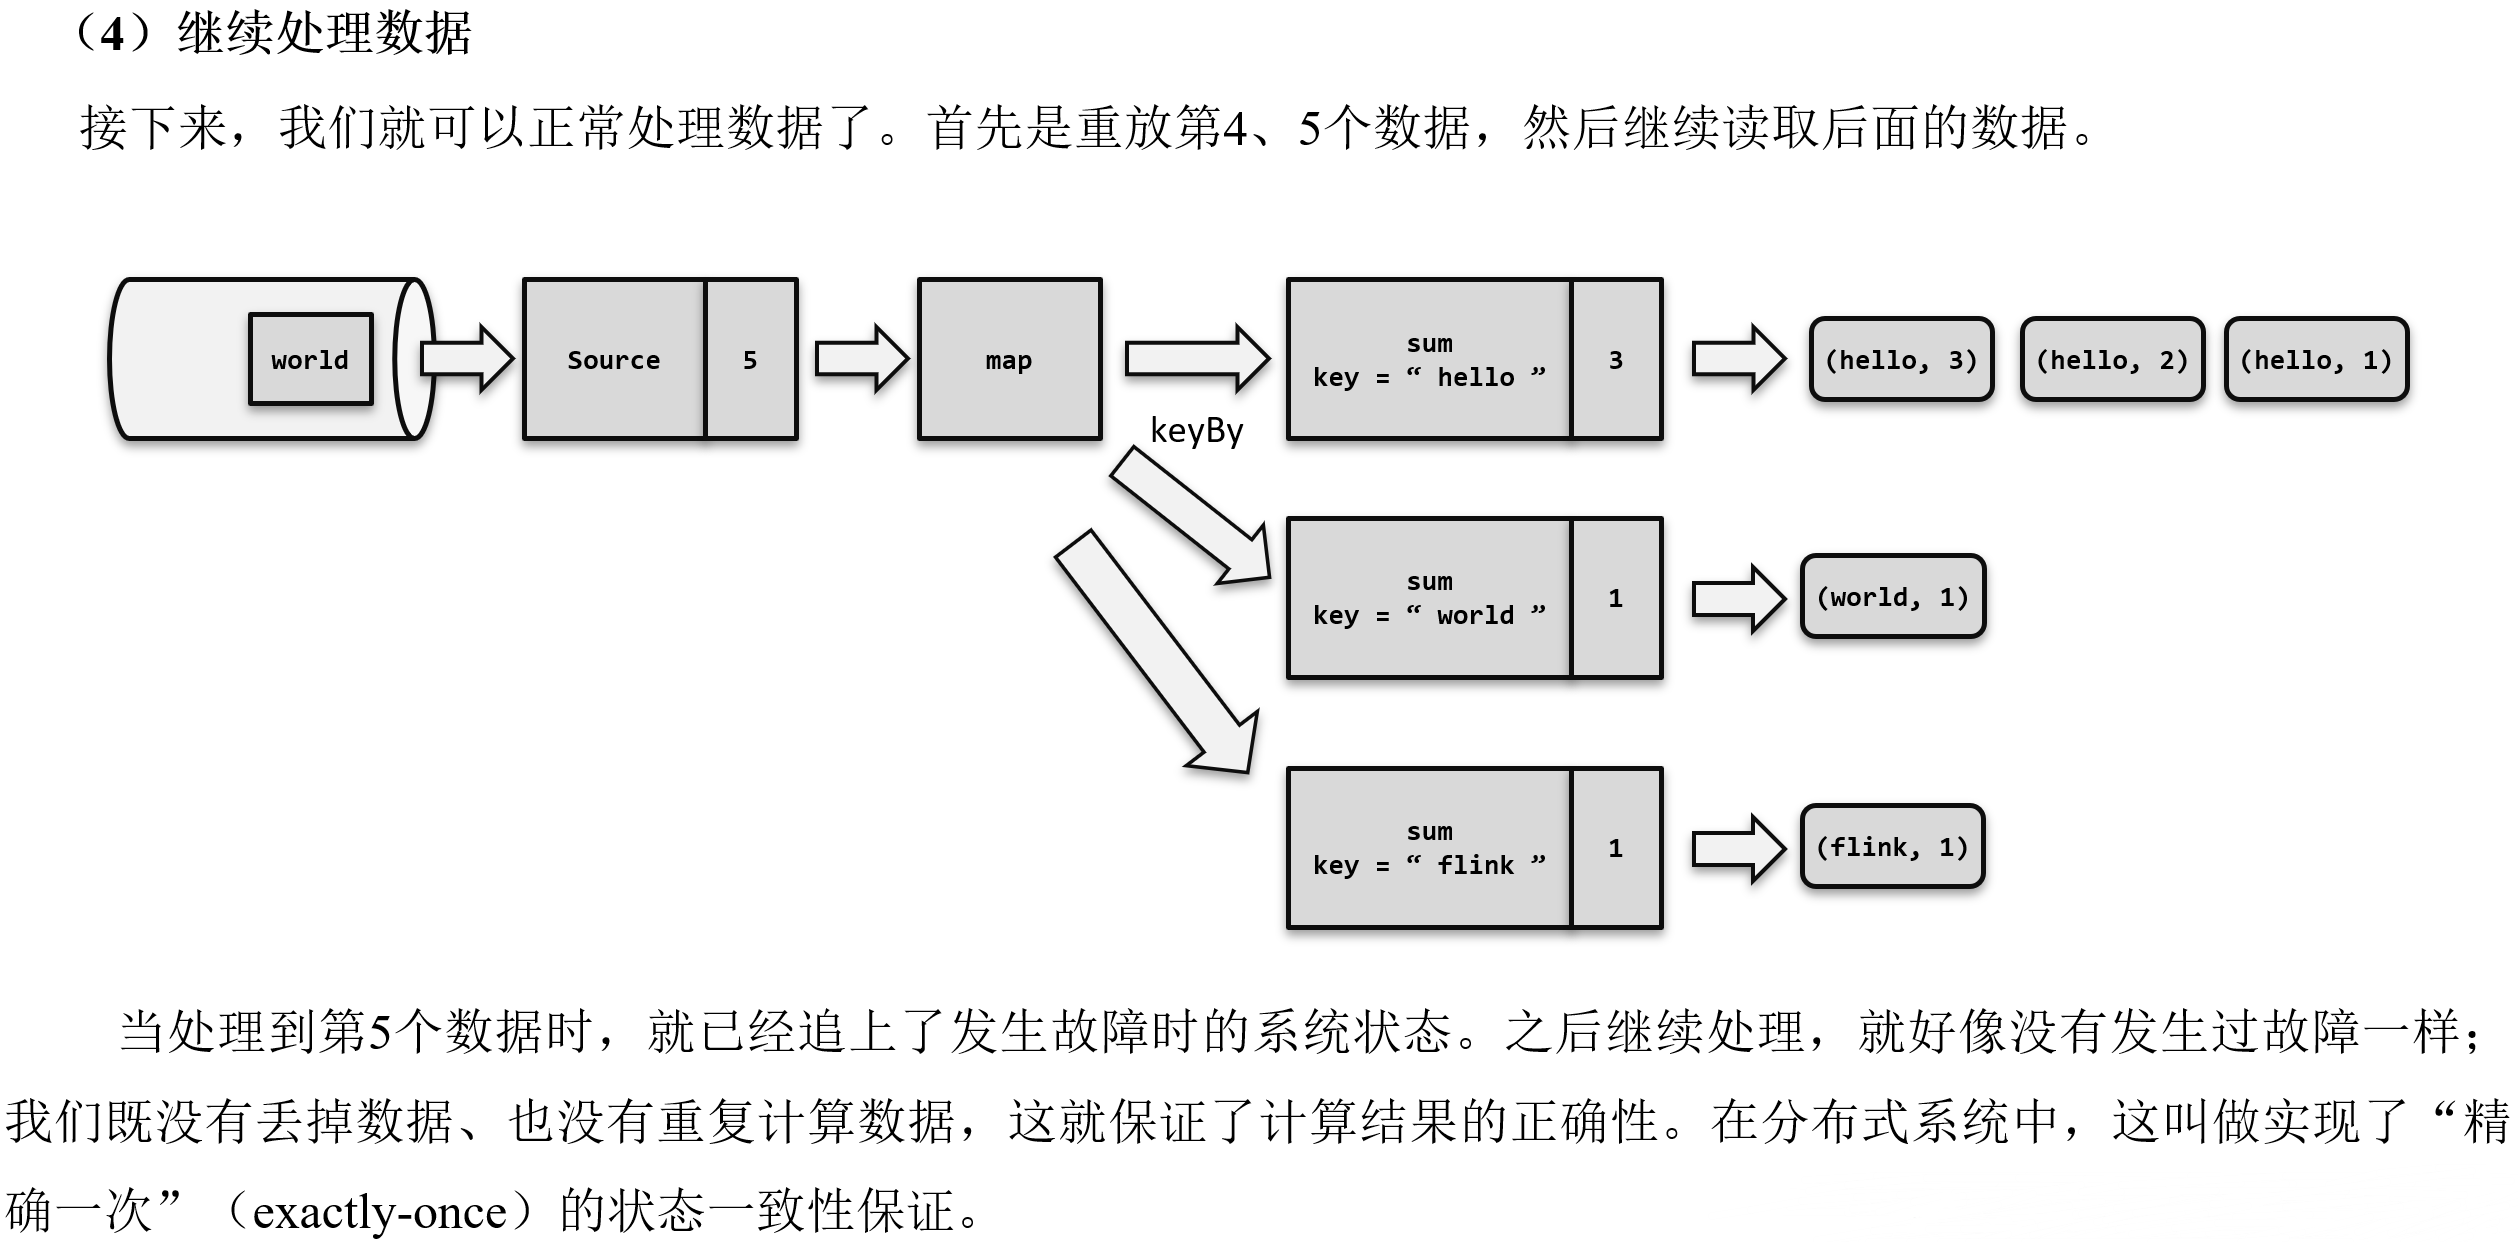 （4）继续处理数据
接下来，我们就可以正常处理数据了。首先是重放第4、5个数据，然后继续读取后面的数据。
world
Source
5
map
sum
key = “ hello ”
3
(hello, 3)
(hello, 2)
(hello, 1)
keyBy
sum
key = “ world ”
1
(world, 1)
sum
key = “ flink ”
1
(flink, 1)
当处理到第5个数据时，就已经追上了发生故障时的系统状态。之后继续处理，就好像没有发生过故障一样；
我们既没有丢掉数据、也没有重复计算数据，这就保证了计算结果的正确性。在分布式系统中，这叫做实现了“精
确一次”（exactly-once）的状态一致性保证。